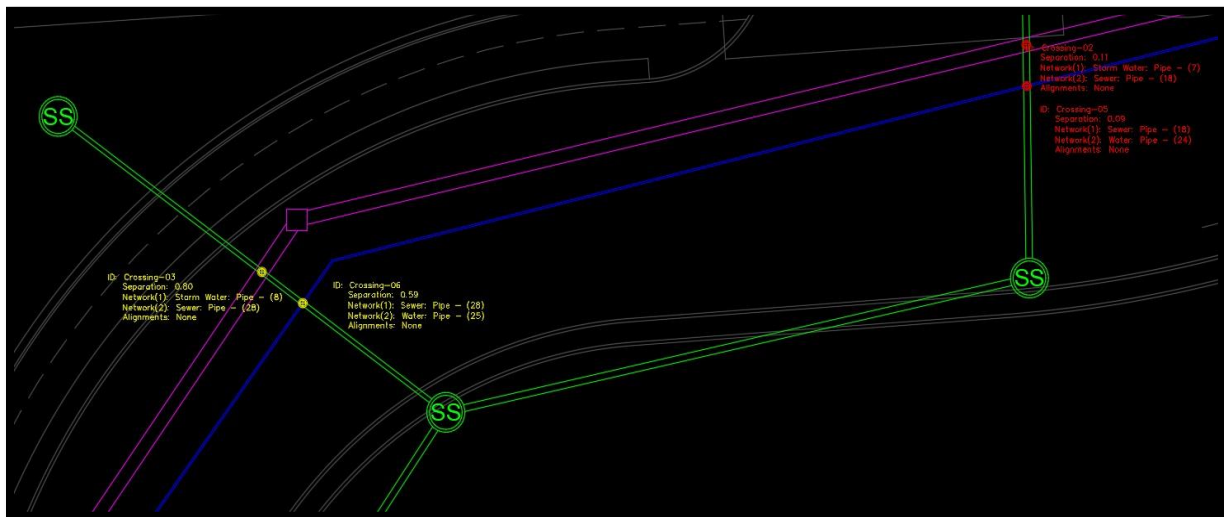 SS
ID: Crossing-02
Separation: 0.11
Network(1): Storm Water: Pipe - (7)
Network(2): Sewer: Pipe - (18)
Alignments: None
ID: Crossing-05
Separation: 0.09
Network(1): Sewer: Pipe - (18)
Network(2): Water: Pipe - (24)
Alignments: None
ID: Crossing-03
Separation: 0.80
Network(1): Storm Water: Pipe - (8)
Network(2): Sewer: Pipe - (28)
Alignments: None
ID: Crossing-06
Separation: 0.59
Network(1): Sewer: Pipe - (28)
Network(2): Water: Pipe - (25)
Alignments: None
SS
SS